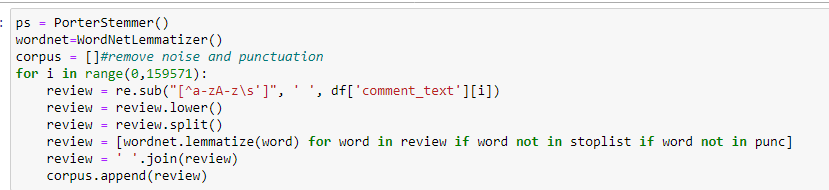 :
ps = PorterStemmer()
wordnet=WordNetLemmatizer()
corpus = []#remove noise and punctuation
for i in range(0,159571):
    review = re.sub("[^a-zA-z\s']", ' ', df['comment_text'][i])
    review = review.lower()
    review = review.split()
    review = [wordnet.lemmatize(word) for word in review if word not in stoplist if word not in punc]
    review = ' '.join(review)
    corpus.append(review)